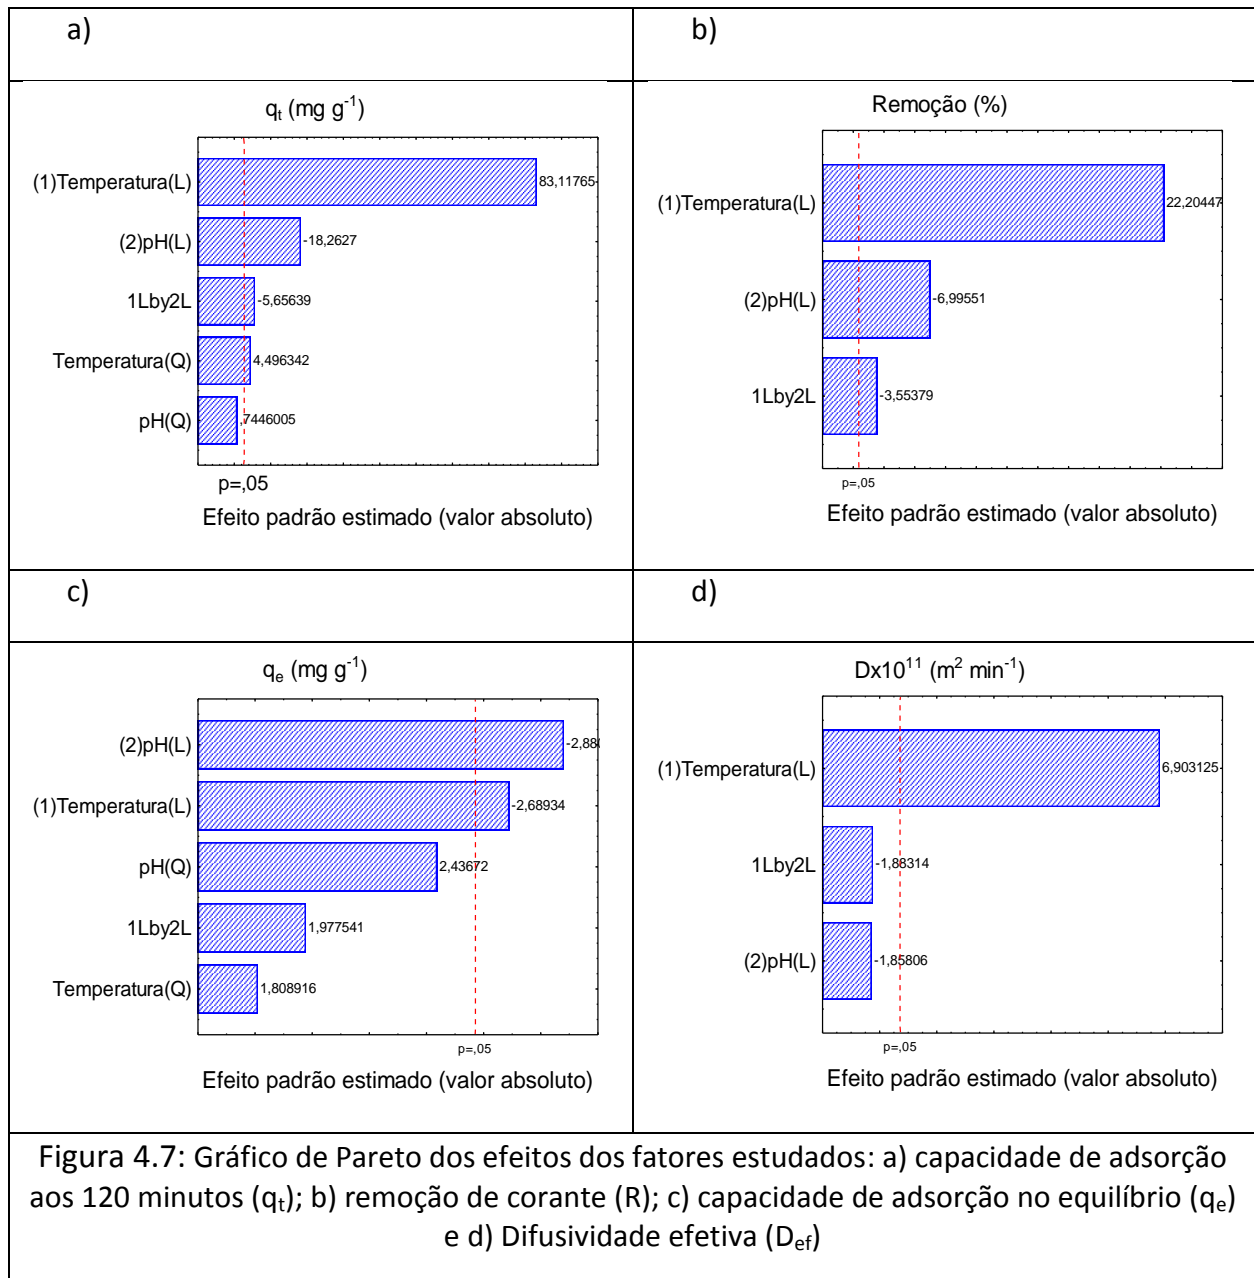 a)
b)
qt (mg g-1)
(1)Temperatura(L)
83,11765
(2)pH(L)
-18,2627
1Lby2L
-5,65639
Temperatura(Q)
4,496342
pH(Q)
,7446005
p=,05
Efeito padrão estimado (valor absoluto)
Remoção (%)
(1)Temperatura(L)
22,20447
(2)pH(L)
-6,99551
1Lby2L
-3,55379
p=,05
Efeito padrão estimado (valor absoluto)
c)
d)
qe (mg g-1)
(2)pH(L)
(1)Temperatura(L)
-2,68934
pH(Q)
2,43672
1Lby2L
1,977541
Temperatura(Q)
1,808916
p=,05
Efeito padrão estimado (valor absoluto)
Dx10^11 (m² min-1)
(1)Temperatura(L)
6,903125
1Lby2L
-1,88314
(2)pH(L)
-1,85806
p=,05
Efeito padrão estimado (valor absoluto)
Figura 4.7: Gráfico de Pareto dos efeitos dos fatores estudados: a) capacidade de adsorção
aos 120 minutos (qt); b) remoção de corante (R); c) capacidade de adsorção no equilíbrio (qe)
e d) Difusividade efetiva (Def)